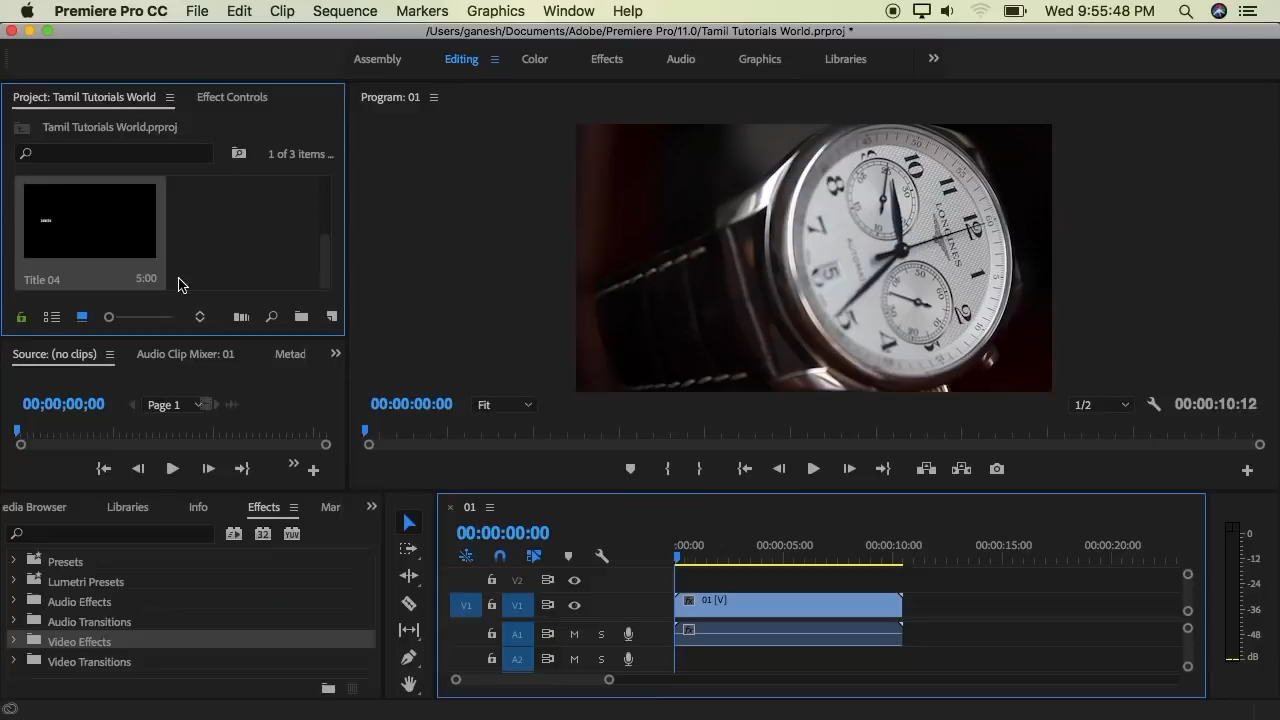 Premiere Pro CC File Edit Clip Sequence Markers Graphics Window Help Wed 9:55:48 PM
/Users/ganesh/Documents/Adobe/Premiere Pro/11.0/Tamil Tutorials World.prproj *
Assembly Editing Color Effects Audio Graphics Libraries
Project: Tamil Tutorials World Effect Controls
Tamil Tutorials World.prproj
1 of 3 items ...
Title 04 5:00
Program: 01
LONGINES
AUTOMATIC
00:00:00:00 Fit 1/2 00:00:10:12
Source: (no clips) Audio Clip Mixer: 01 Metad
00;00;00;00 Page 1
edia Browser Libraries Info Effects Mar
32 YUV
Presets
Lumetri Presets
Audio Effects
Audio Transitions
Video Effects
Video Transitions
01
00:00:00:00
:00:00 00:00:05:00 00:00:10:00 00:00:15:00 00:00:20:00
V2
V1 V1 fx 01 [V]
A1 M S fx
A2 M S
0
-12
-24
-36
-48
dB